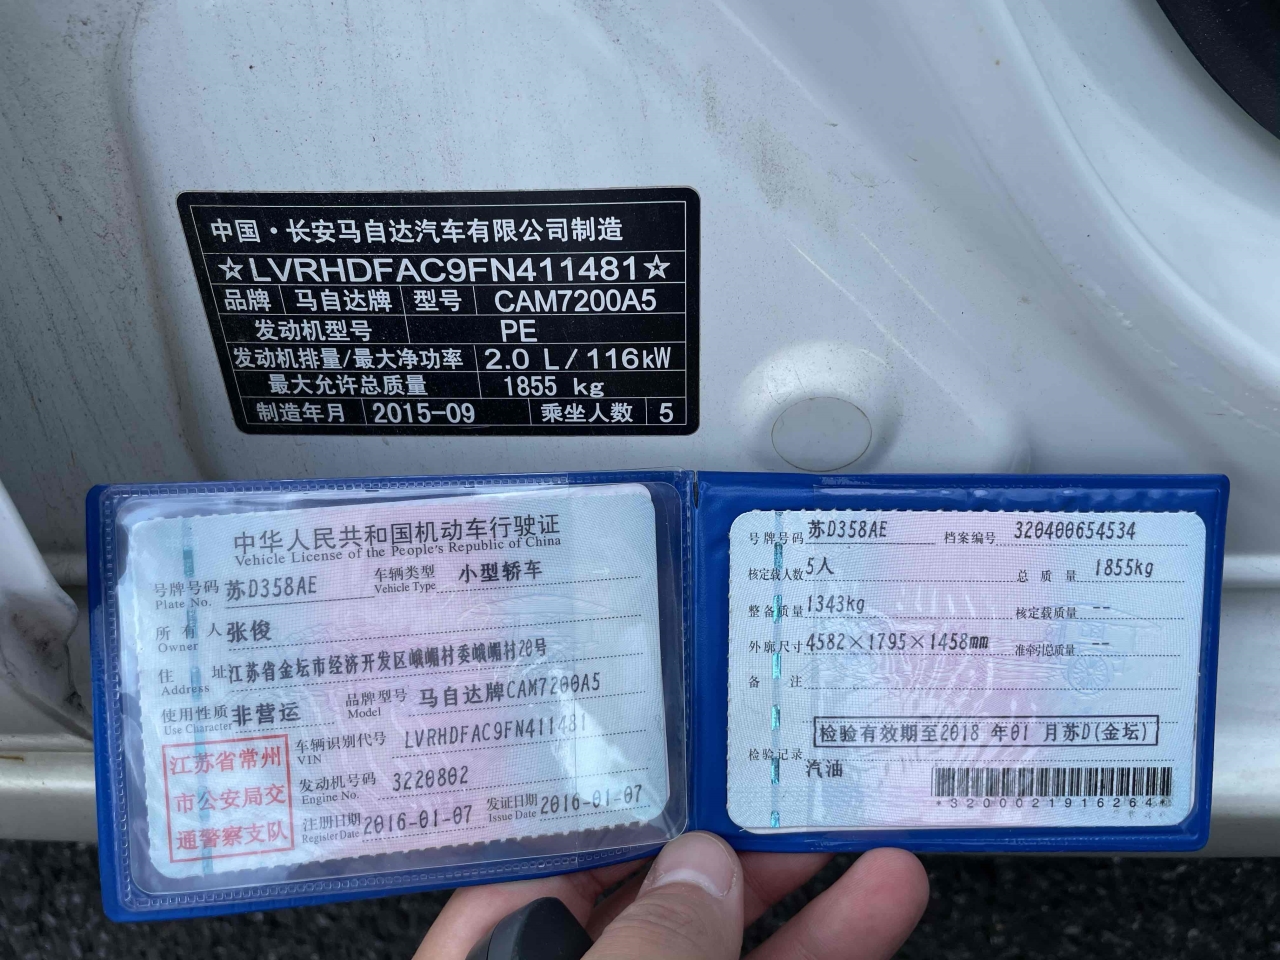 中国·长安马自达汽车有限公司制造
☆LVRHDFAC9FN411481☆
品牌 马自达牌 型号 CAM7200A5
发动机型号 PE
发动机排量/最大净功率 2.0 L/116kW
最大允许总质量 1855 kg
制造年月 2015-09 乘坐人数 5
中华人民共和国机动车行驶证
Vehicle License of the People's Republic of China
号牌号码 苏D358AE 车辆类型 小型轿车
Plate No. Vehicle Type
所有人 张俊
Owner
住址 江苏省金坛市经济开发区峨嵋村委峨嵋村20号
Address
使用性质 非营运 品牌型号 马自达牌CAM7200A5
Use Character Model
江苏省常州
市公安局交
通警察支队
车辆识别代号 LVRHDFAC9FN411481
VIN
发动机号码 3220802
Engine No.
注册日期 2016-01-07 发证日期 2016-01-07
Register Date Issue Date
号牌号码 苏D358AE 档案编号 320400654534
核定载人数 5人 总质量 1855kg
整备质量 1343kg 核定载质量 --
外廓尺寸 4582×1795×1458mm 准牵引总质量 --
备注
检验有效期至2018 年01 月苏D(金坛)
检验记录
汽油
*3200021916264*